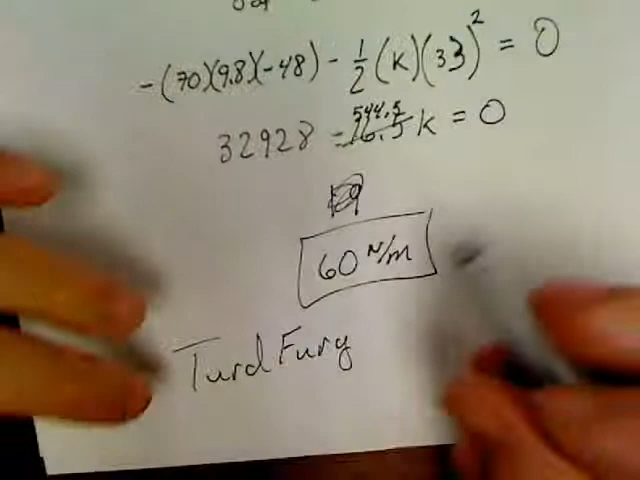 -(70)(9.8)(-48) - 1/2 (K)(33)² = 0
32928 - 544.5 K = 0
60 N/m
Turd Fury